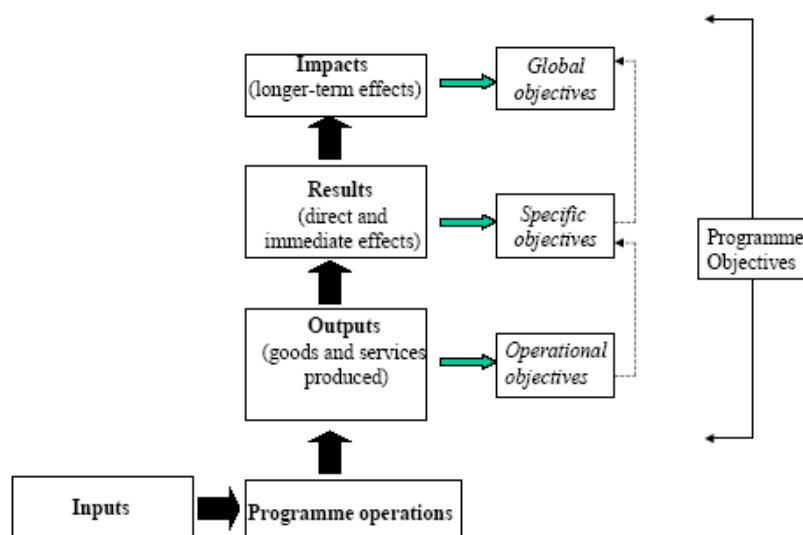 Impacts
(longer-term effects)
Global
objectives
Results
(direct and
immediate effects)
Specific
objectives
Programme
Objectives
Outputs
(goods and services
produced)
Operational
objectives
Inputs
Programme operations